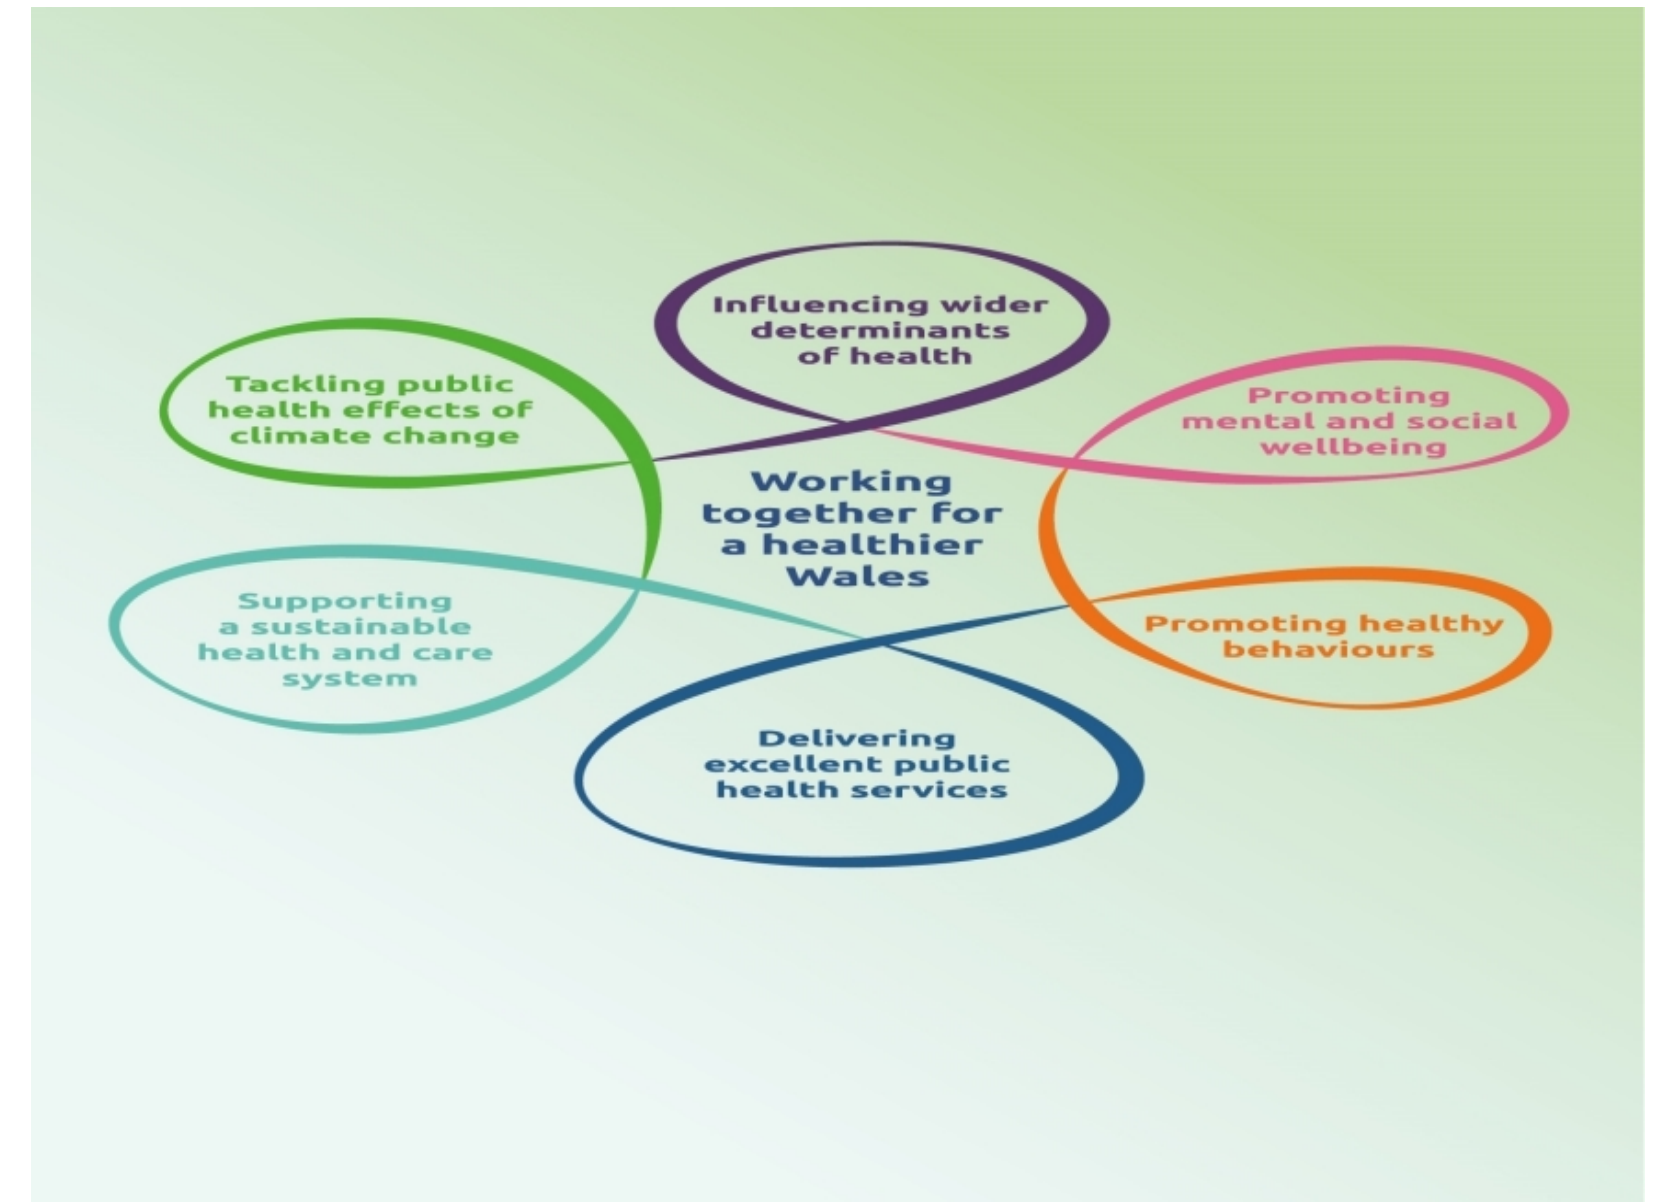 Influencing wider
determinants
of health
Promoting
mental and social
wellbeing
Promoting healthy
behaviours
Delivering
excellent public
health services
Supporting
a sustainable
health and care
system
Tackling public
health effects of
climate change
Working
together for
a healthier
Wales